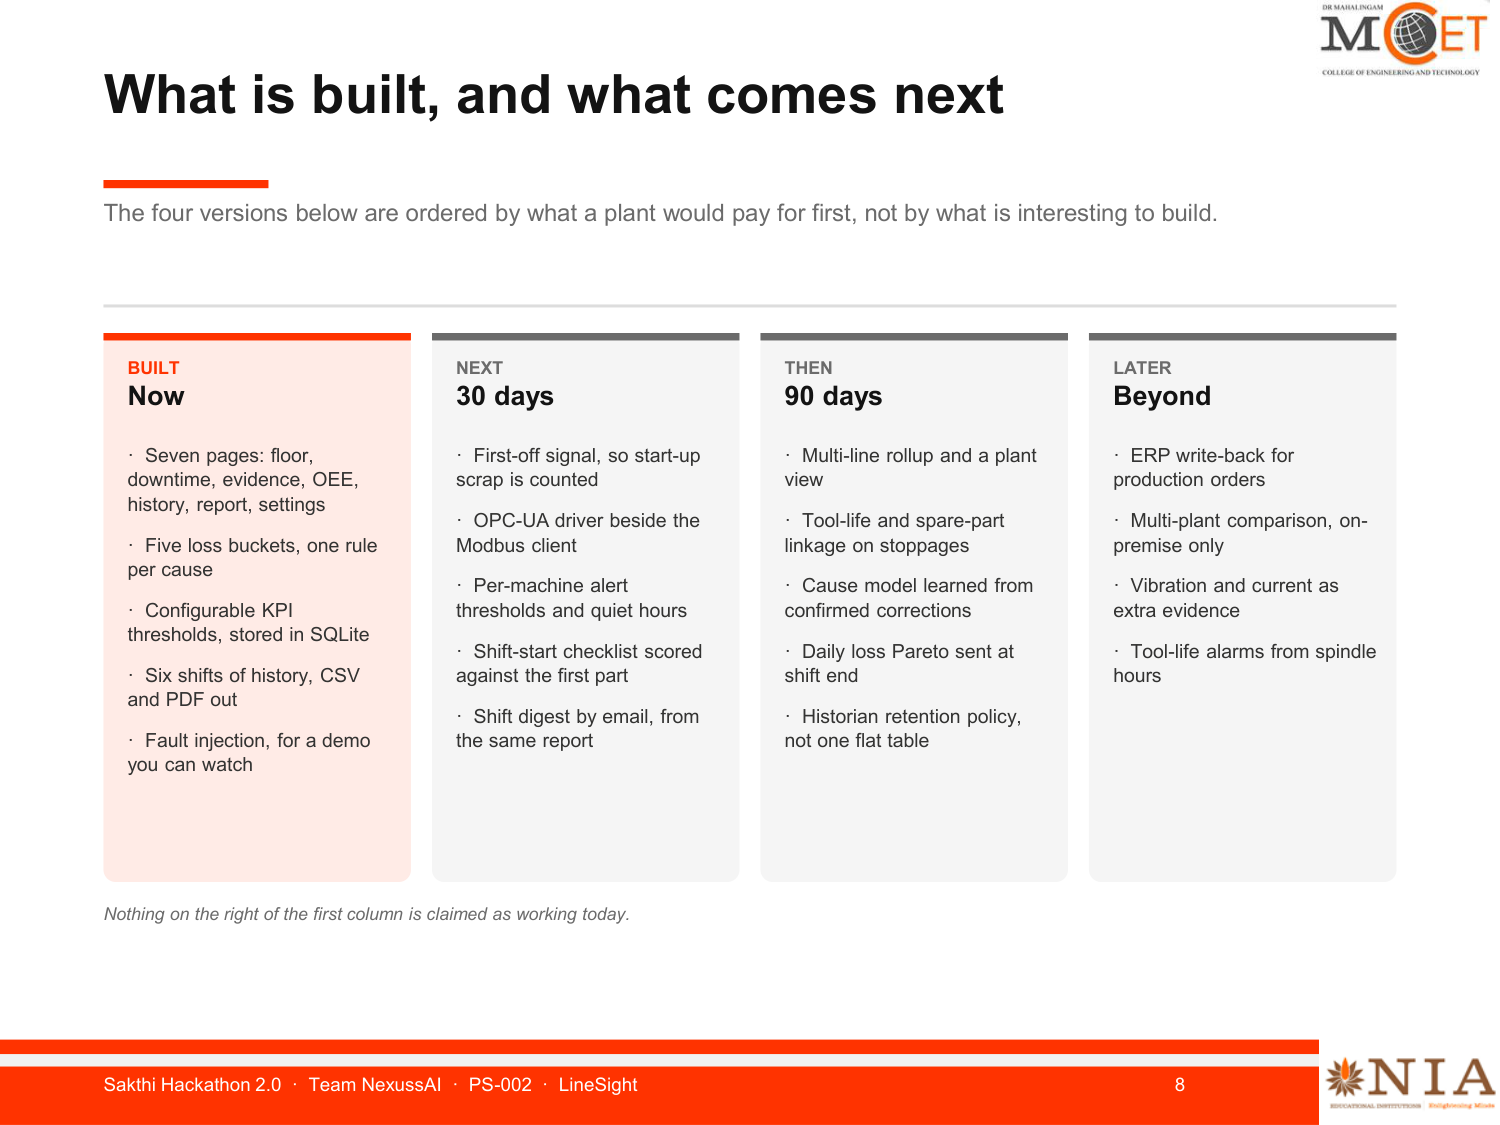 DR MAHALINGAM
MCET
COLLEGE OF ENGINEERING AND TECHNOLOGY
What is built, and what comes next
The four versions below are ordered by what a plant would pay for first, not by what is interesting to build.
BUILT
Now
· Seven pages: floor,
downtime, evidence, OEE,
history, report, settings
· Five loss buckets, one rule
per cause
· Configurable KPI
thresholds, stored in SQLite
· Six shifts of history, CSV
and PDF out
· Fault injection, for a demo
you can watch
NEXT
30 days
· First-off signal, so start-up
scrap is counted
· OPC-UA driver beside the
Modbus client
· Per-machine alert
thresholds and quiet hours
· Shift-start checklist scored
against the first part
· Shift digest by email, from
the same report
THEN
90 days
· Multi-line rollup and a plant
view
· Tool-life and spare-part
linkage on stoppages
· Cause model learned from
confirmed corrections
· Daily loss Pareto sent at
shift end
· Historian retention policy,
not one flat table
LATER
Beyond
· ERP write-back for
production orders
· Multi-plant comparison, on-
premise only
· Vibration and current as
extra evidence
· Tool-life alarms from spindle
hours
Nothing on the right of the first column is claimed as working today.
Sakthi Hackathon 2.0 · Team NexussAI · PS-002 · LineSight
8
NIA
EDUCATIONAL INSTITUTIONS Enlightening Minds